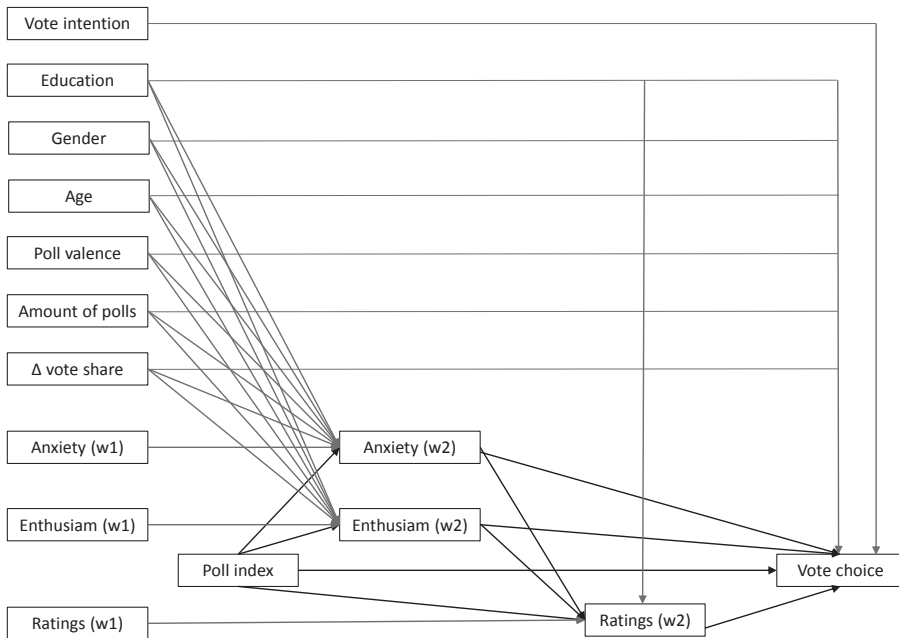 Vote intention
Education
Gender
Age
Poll valence
Amount of polls
Δ vote share
Anxiety (w1)
Anxiety (w2)
Enthusiam (w1)
Enthusiam (w2)
Poll index
Vote choice
Ratings (w1)
Ratings (w2)